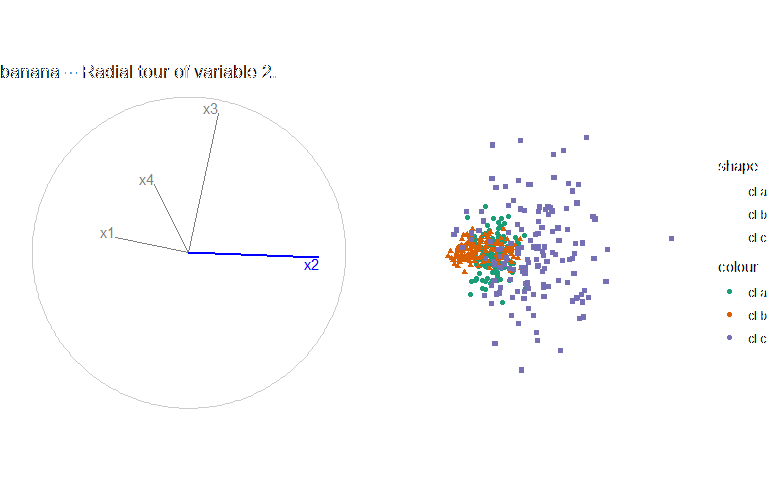 banana -- Radial tour of variable 2.
x3
x4
x1
x2
shape
cl a
cl b
cl c
colour
cl a
cl b
cl c